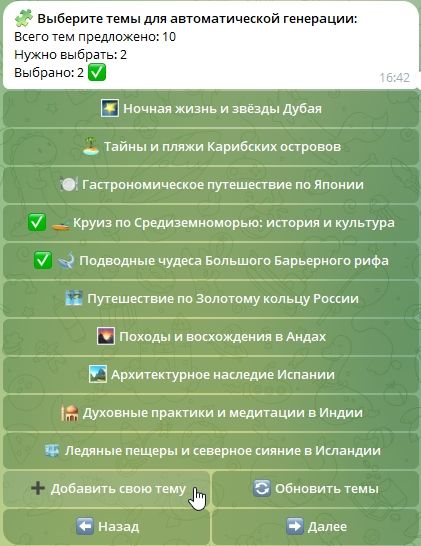 🧩 Выберите темы для автоматической генерации:
Всего тем предложено: 10
Нужно выбрать: 2
Выбрано: 2 ✅
16:42
🌠 Ночная жизнь и звёзды Дубая
🏝 Тайны и пляжи Карибских островов
🍽 Гастрономическое путешествие по Японии
✅ 🚤 Круиз по Средиземноморью: история и культура
✅ 🤿 Подводные чудеса Большого Барьерного рифа
🗺 Путешествие по Золотому кольцу России
🌄 Походы и восхождения в Андах
🏞 Архитектурное наследие Испании
🕌 Духовные практики и медитации в Индии
🧊 Ледяные пещеры и северное сияние в Исландии
➕ Добавить свою тему
🔄 Обновить темы
⬅️ Назад
➡️ Далее